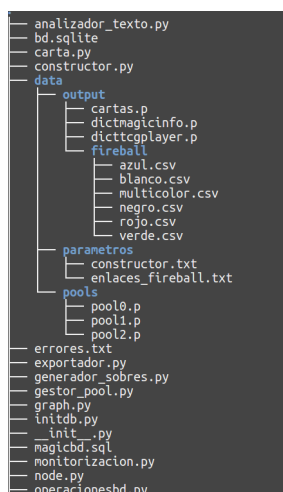 analizador_texto.py
bd.sqlite
carta.py
constructor.py
data
output
cartas.p
dictmagicinfo.p
dicttcgplayer.p
fireball
azul.csv
blanco.csv
multicolor.csv
negro.csv
rojo.csv
verde.csv
parametros
constructor.txt
enlaces_fireball.txt
pools
pool0.p
pool1.p
pool2.p
errores.txt
exportador.py
generador_sobres.py
gestor_pool.py
graph.py
initdb.py
__init__.py
magicbd.sql
monitorizacion.py
node.py
operacionesbd.py